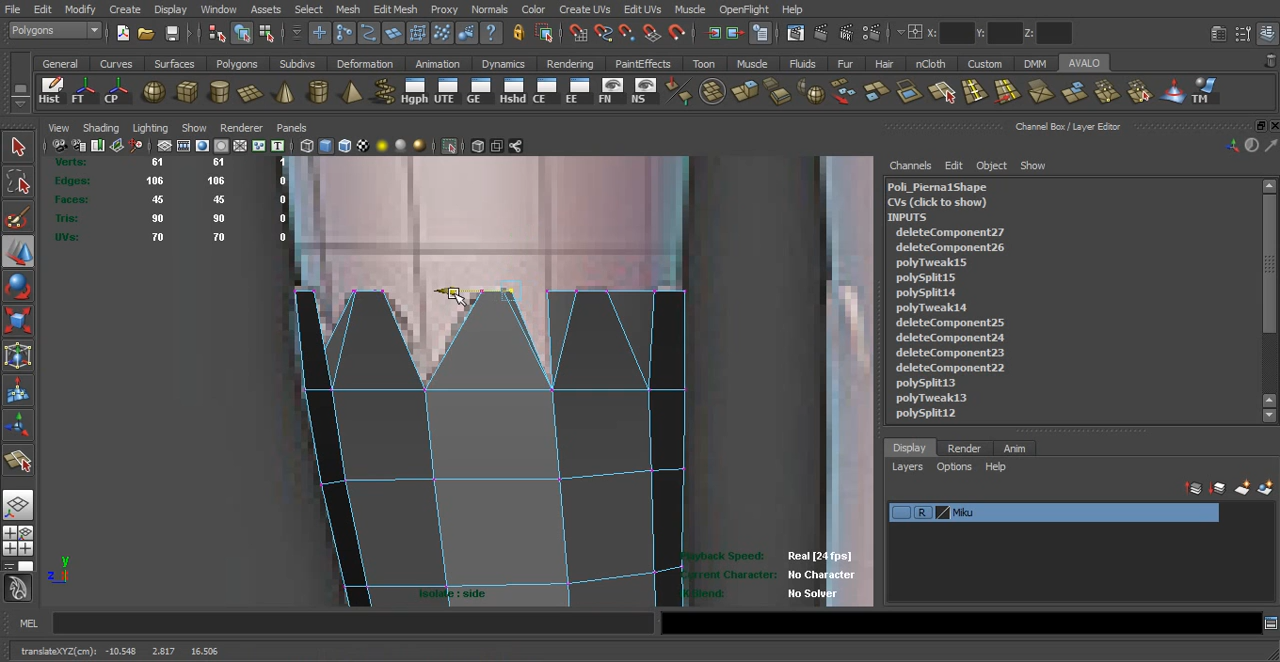 File Edit Modify Create Display Window Assets Select Mesh Edit Mesh Proxy Normals Color Create UVs Edit UVs Muscle OpenFlight Help
Polygons X: Y: Z:
General Curves Surfaces Polygons Subdivs Deformation Animation Dynamics Rendering PaintEffects Toon Muscle Fluids Fur Hair nCloth Custom DMM AVALO
Hist FT CP Hgph UTE GE Hshd CE EE FN NS TM
View Shading Lighting Show Renderer Panels
Channel Box / Layer Editor
Verts: 61 61 1
Edges: 106 106 0
Faces: 45 45 0
Tris: 90 90 0
UVs: 70 70 0
Channels Edit Object Show
Poli_Pierna1Shape
CVs (click to show)
INPUTS
deleteComponent27
deleteComponent26
polyTweak15
polySplit15
polySplit14
polyTweak14
deleteComponent25
deleteComponent24
deleteComponent23
deleteComponent22
polySplit13
polyTweak13
polySplit12
Display Render Anim
Layers Options Help
R Miku
Playback Speed: Real [24 fps]
Current Character: No Character
No Solver
Isolate : side
y
z
MEL
translateXYZ(cm): -10.548 2.817 16.506